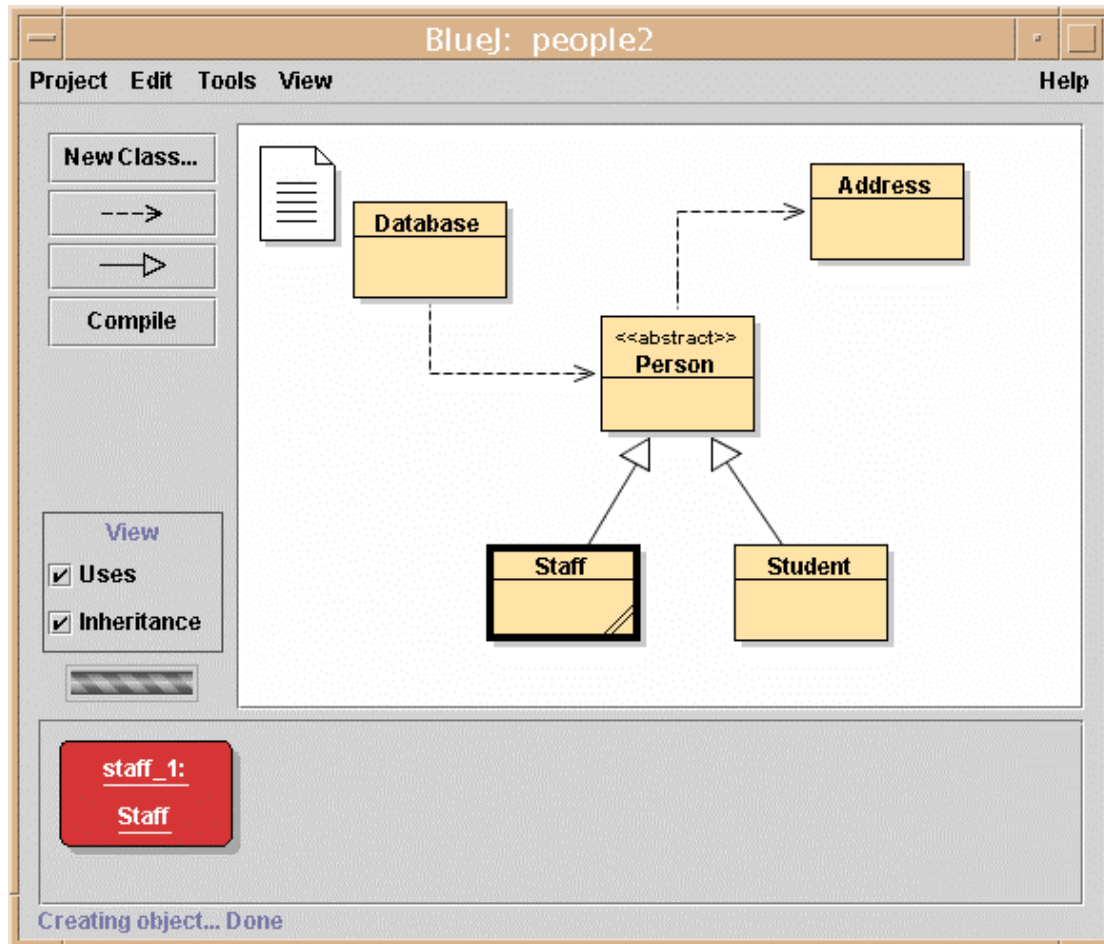 BlueJ: people2
Project Edit Tools View Help
New Class...
Compile
View
Uses
Inheritance
Database
Address
<<abstract>>
Person
Staff
Student
staff_1:
Staff
Creating object... Done